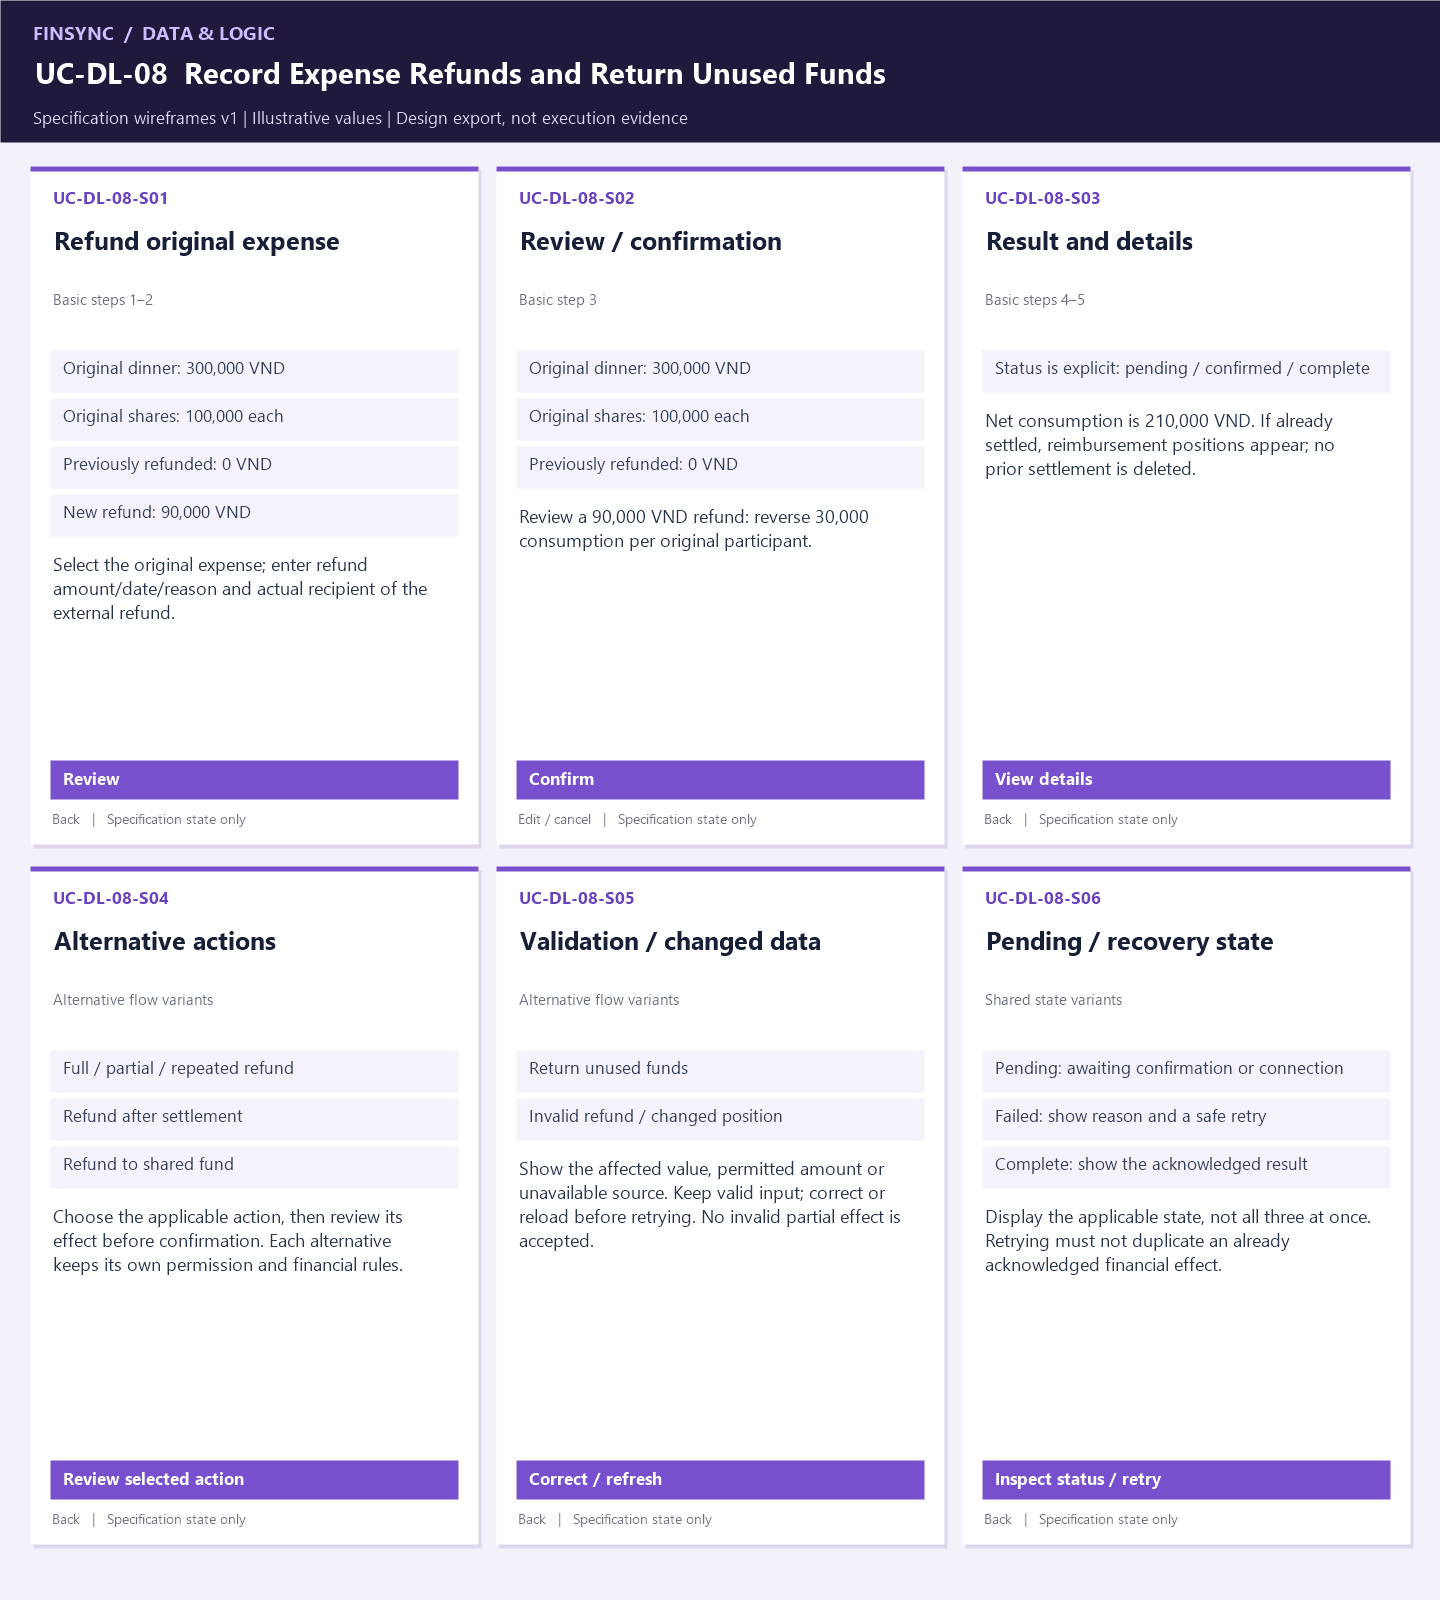 FINSYNC / DATA & LOGIC
UC-DL-08 Record Expense Refunds and Return Unused Funds
Specification wireframes v1 | Illustrative values | Design export, not execution evidence
UC-DL-08-S01
Refund original expense
Basic steps 1–2
Original dinner: 300,000 VND
Original shares: 100,000 each
Previously refunded: 0 VND
New refund: 90,000 VND
Select the original expense; enter refund
amount/date/reason and actual recipient of the
external refund.
Review
Back | Specification state only
UC-DL-08-S02
Review / confirmation
Basic step 3
Original dinner: 300,000 VND
Original shares: 100,000 each
Previously refunded: 0 VND
Review a 90,000 VND refund: reverse 30,000
consumption per original participant.
Confirm
Edit / cancel | Specification state only
UC-DL-08-S03
Result and details
Basic steps 4–5
Status is explicit: pending / confirmed / complete
Net consumption is 210,000 VND. If already
settled, reimbursement positions appear; no
prior settlement is deleted.
View details
Back | Specification state only
UC-DL-08-S04
Alternative actions
Alternative flow variants
Full / partial / repeated refund
Refund after settlement
Refund to shared fund
Choose the applicable action, then review its
effect before confirmation. Each alternative
keeps its own permission and financial rules.
Review selected action
Back | Specification state only
UC-DL-08-S05
Validation / changed data
Alternative flow variants
Return unused funds
Invalid refund / changed position
Show the affected value, permitted amount or
unavailable source. Keep valid input; correct or
reload before retrying. No invalid partial effect is
accepted.
Correct / refresh
Back | Specification state only
UC-DL-08-S06
Pending / recovery state
Shared state variants
Pending: awaiting confirmation or connection
Failed: show reason and a safe retry
Complete: show the acknowledged result
Display the applicable state, not all three at once.
Retrying must not duplicate an already
acknowledged financial effect.
Inspect status / retry
Back | Specification state only